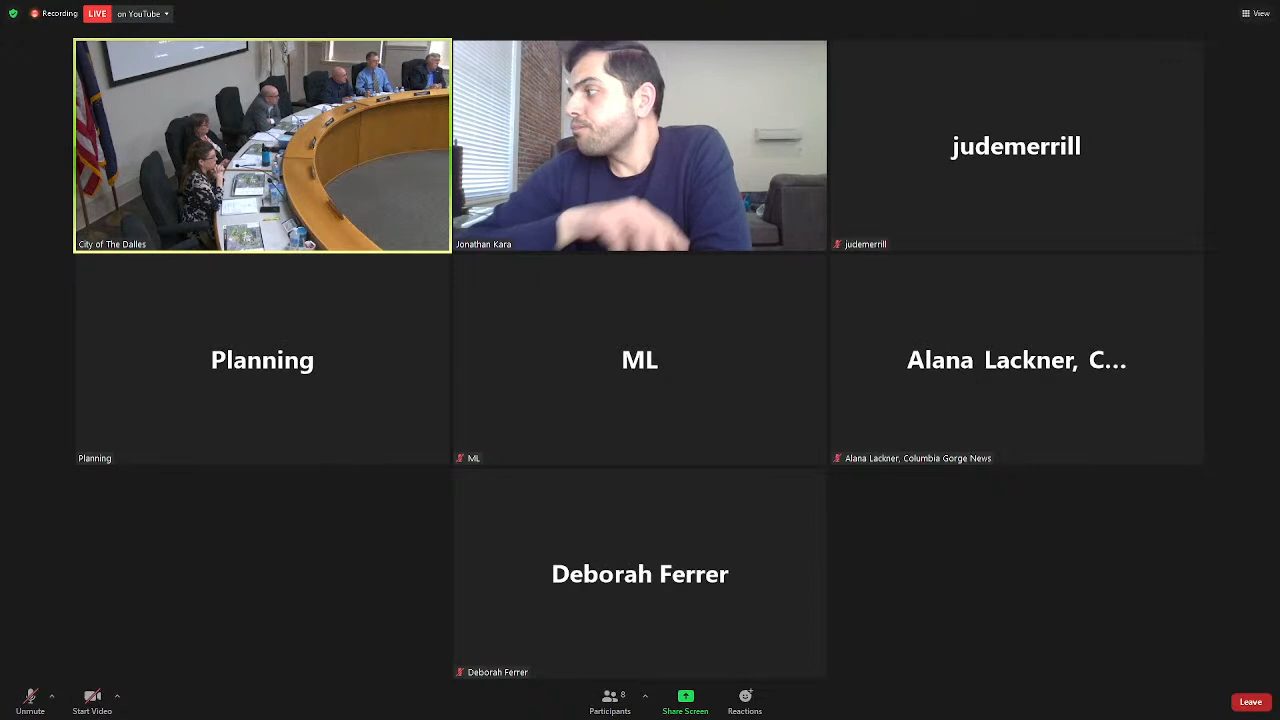 Recording
LIVE
on YouTube
View
City of The Dalles
Jonathan Kara
judemerrill
judemerrill
Planning
Planning
ML
ML
Alana Lackner, C...
Alana Lackner, Columbia Gorge News
Deborah Ferrer
Deborah Ferrer
Unmute
Start Video
Participants
8
Share Screen
Reactions
Leave